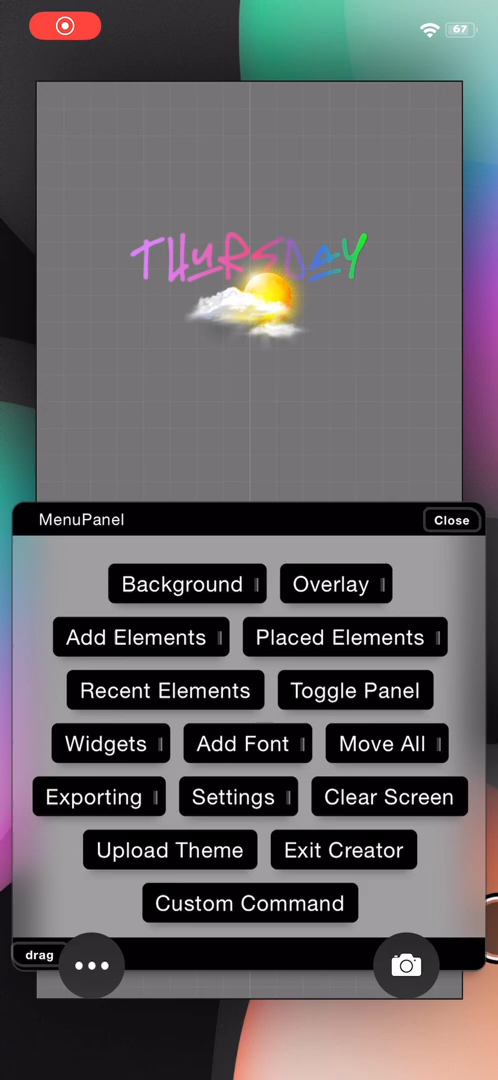 67
THURSDAY
MenuPanel Close
Background Overlay
Add Elements Placed Elements
Recent Elements Toggle Panel
Widgets Add Font Move All
Exporting Settings Clear Screen
Upload Theme Exit Creator
Custom Command
drag